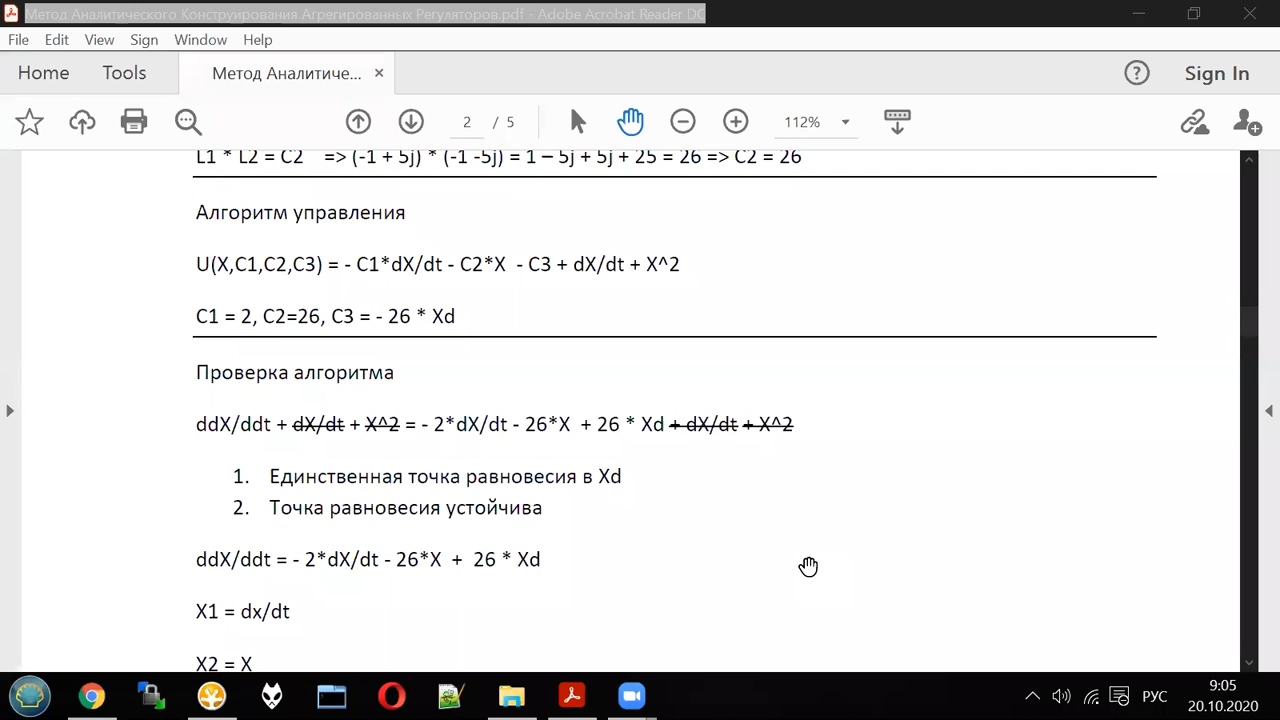 Метод Аналитического Конструирования Агрегированных Регуляторов.pdf - Adobe Acrobat Reader DC
File Edit View Sign Window Help
Home Tools Метод Аналитиче... × ? Sign In
2 / 5 112%
L1 * L2 = C2 => (-1 + 5j) * (-1 -5j) = 1 – 5j + 5j + 25 = 26 => C2 = 26
Алгоритм управления
U(X,C1,C2,C3) = - C1*dX/dt - C2*X - C3 + dX/dt + X^2
C1 = 2, C2=26, C3 = - 26 * Xd
Проверка алгоритма
ddX/ddt + dX/dt + X^2 = - 2*dX/dt - 26*X + 26 * Xd + dX/dt + X^2
1. Единственная точка равновесия в Xd
2. Точка равновесия устойчива
ddX/ddt = - 2*dX/dt - 26*X + 26 * Xd
X1 = dx/dt
X2 = X
РУС
9:05
20.10.2020